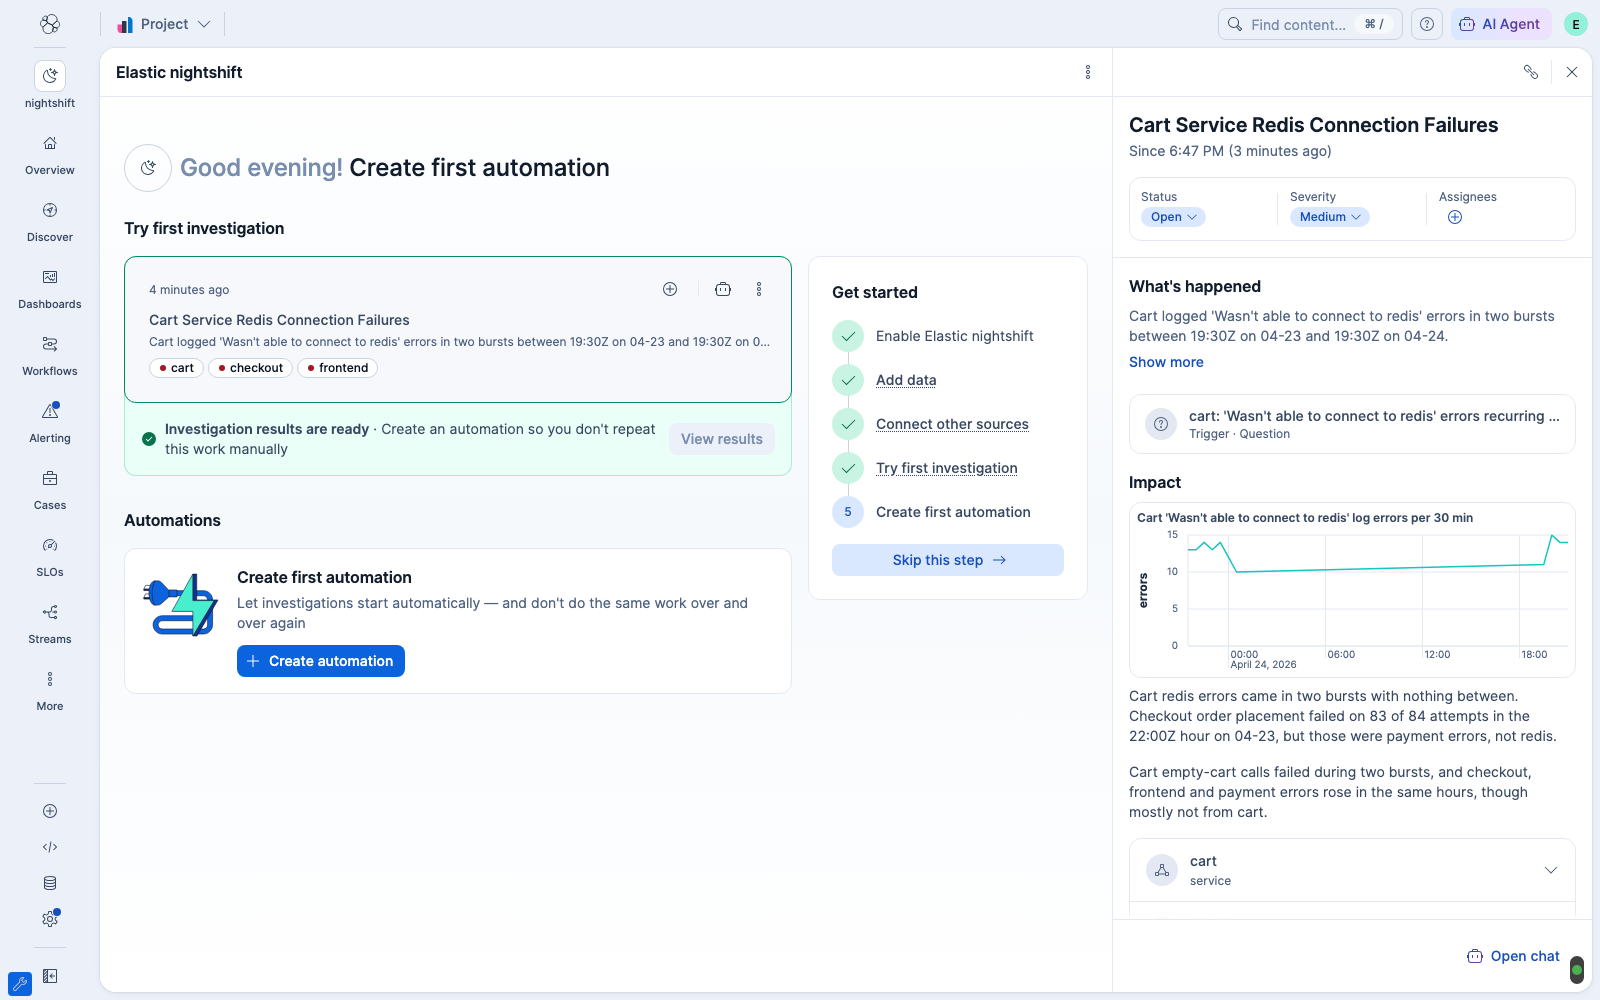 Project
Find content...
⌘ /
AI Agent
E
nightshift
Overview
Discover
Dashboards
Workflows
Alerting
Cases
SLOs
Streams
More
Elastic nightshift
Good evening! Create first automation
Try first investigation
4 minutes ago
Cart Service Redis Connection Failures
Cart logged 'Wasn't able to connect to redis' errors in two bursts between 19:30Z on 04-23 and 19:30Z on 0...
cart
checkout
frontend
Investigation results are ready · Create an automation so you don't repeat
this work manually
View results
Get started
Enable Elastic nightshift
Add data
Connect other sources
Try first investigation
5
Create first automation
Skip this step
Automations
Create first automation
Let investigations start automatically — and don't do the same work over and
over again
Create automation
Cart Service Redis Connection Failures
Since 6:47 PM (3 minutes ago)
Status
Open
Severity
Medium
Assignees
What's happened
Cart logged 'Wasn't able to connect to redis' errors in two bursts
between 19:30Z on 04-23 and 19:30Z on 04-24.
Show more
cart: 'Wasn't able to connect to redis' errors recurring ...
Trigger · Question
Impact
Cart 'Wasn't able to connect to redis' log errors per 30 min
15
10
5
0
errors
00:00
April 24, 2026
06:00
12:00
18:00
Cart redis errors came in two bursts with nothing between.
Checkout order placement failed on 83 of 84 attempts in the
22:00Z hour on 04-23, but those were payment errors, not redis.
Cart empty-cart calls failed during two bursts, and checkout,
frontend and payment errors rose in the same hours, though
mostly not from cart.
cart
service
Open chat